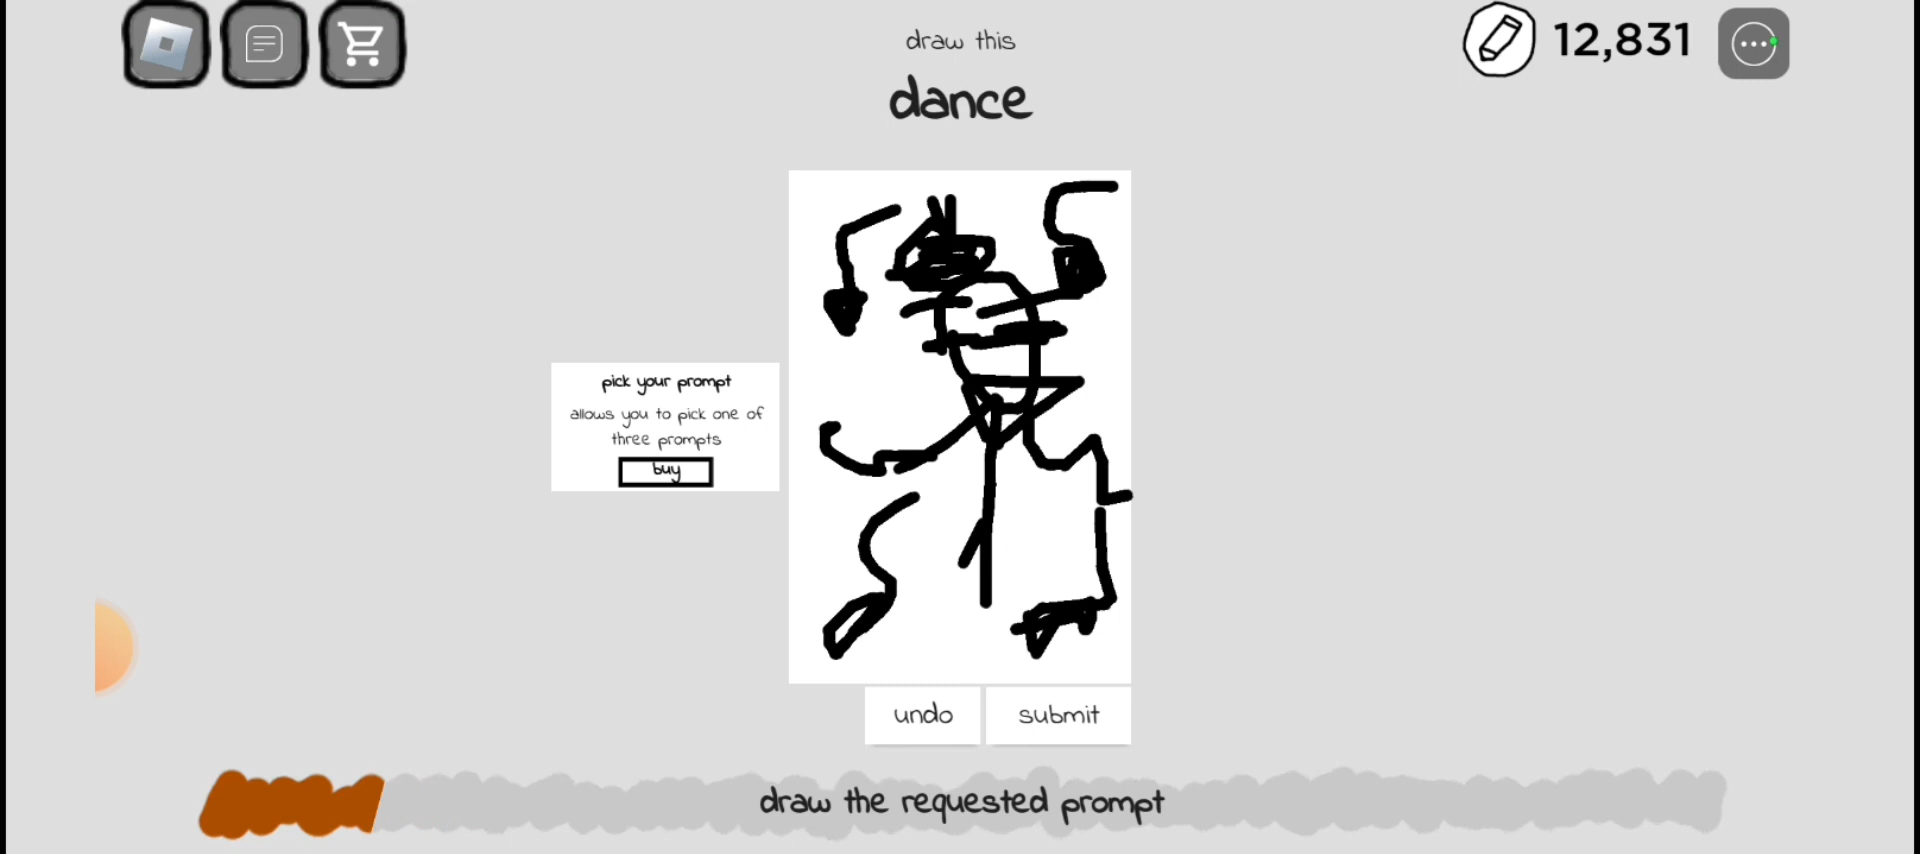 draw this
12,831
dance
pick your prompt
allows you to pick one of
three prompts
buy
undo
submit
draw the requested prompt